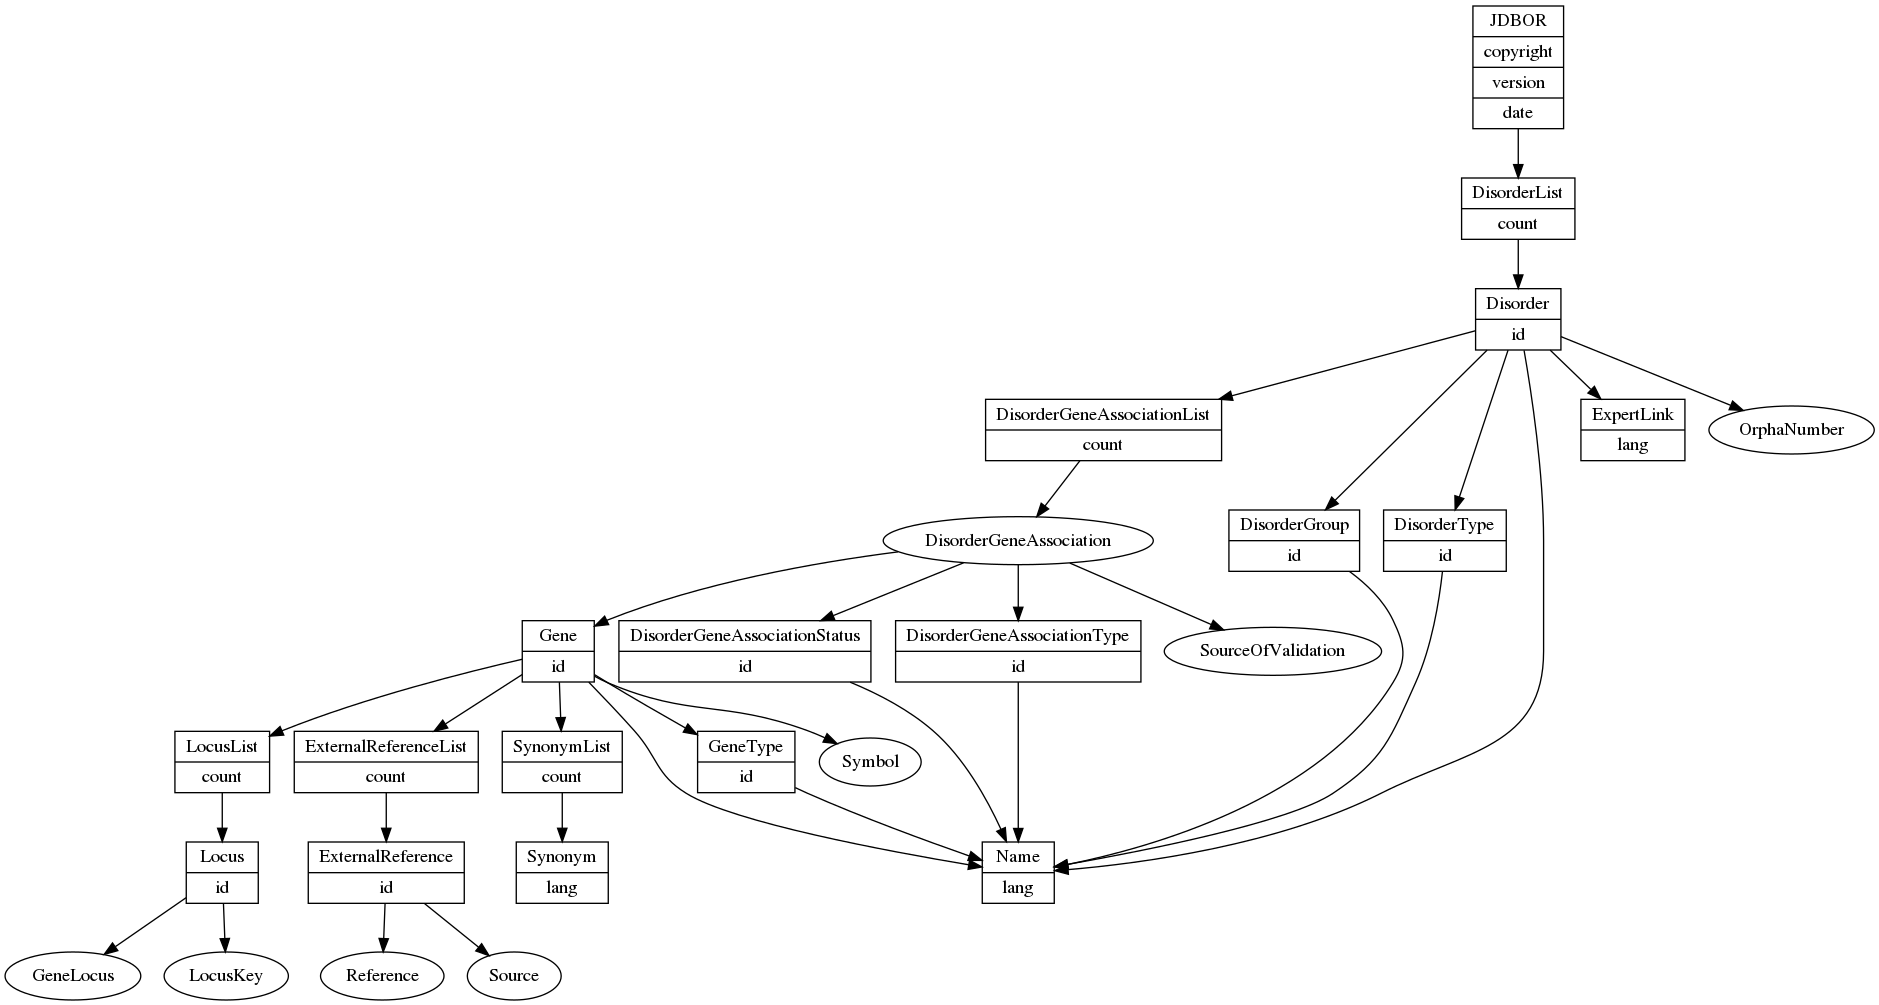 JDBOR
copyright
version
date
DisorderList
count
Disorder
id
DisorderGeneAssociationList
count
ExpertLink
lang
OrphaNumber
DisorderGeneAssociation
DisorderGroup
id
DisorderType
id
Gene
id
DisorderGeneAssociationStatus
id
DisorderGeneAssociationType
id
SourceOfValidation
LocusList
count
ExternalReferenceList
count
SynonymList
count
GeneType
id
Symbol
Locus
id
ExternalReference
id
Synonym
lang
Name
lang
GeneLocus
LocusKey
Reference
Source